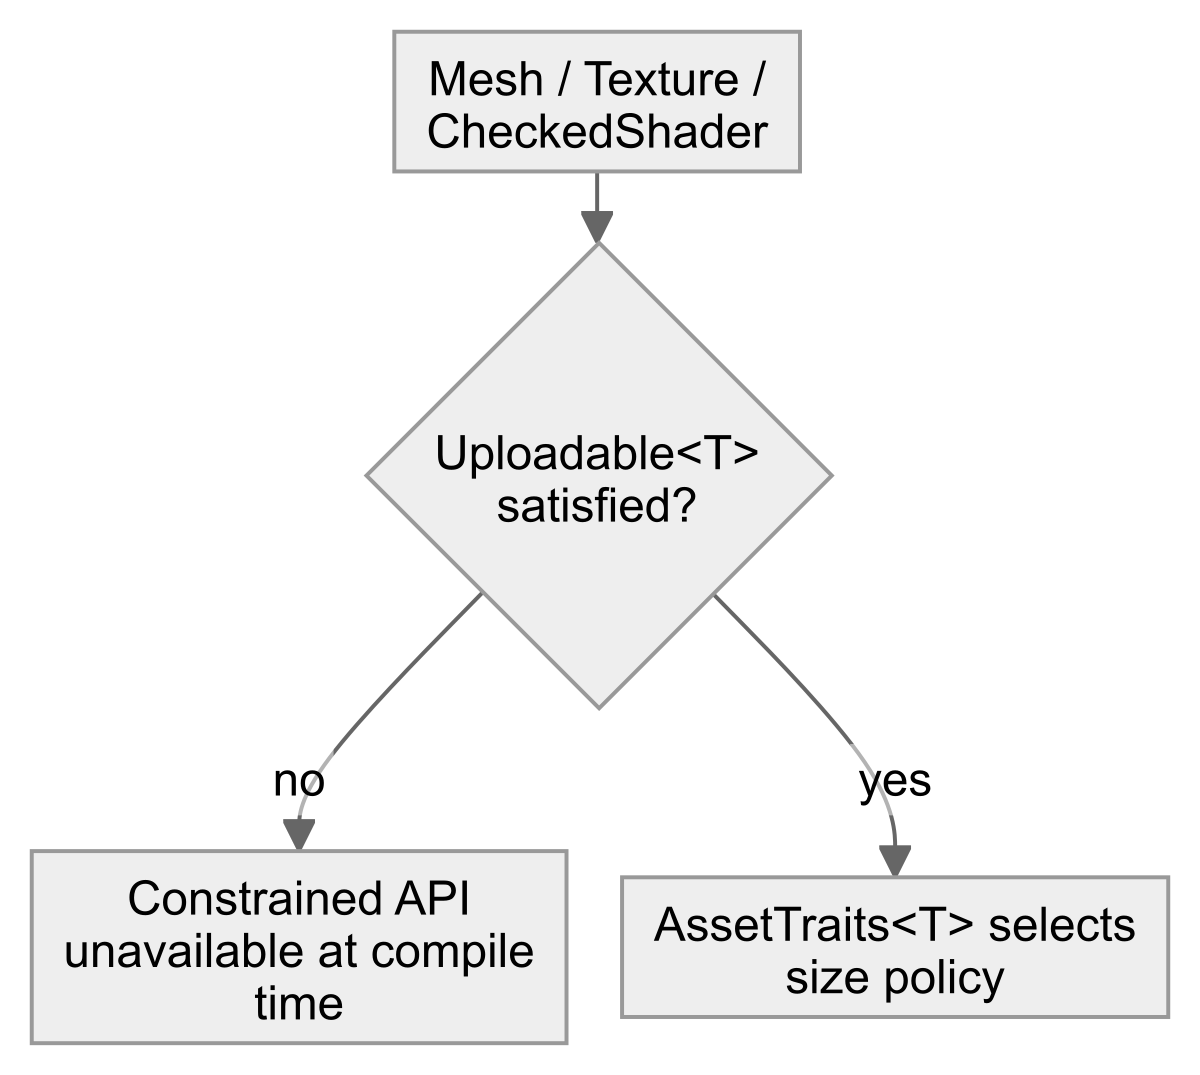 Mesh / Texture /
CheckedShader
Uploadable<T>
satisfied?
no
yes
Constrained API
unavailable at compile
time
AssetTraits<T> selects
size policy